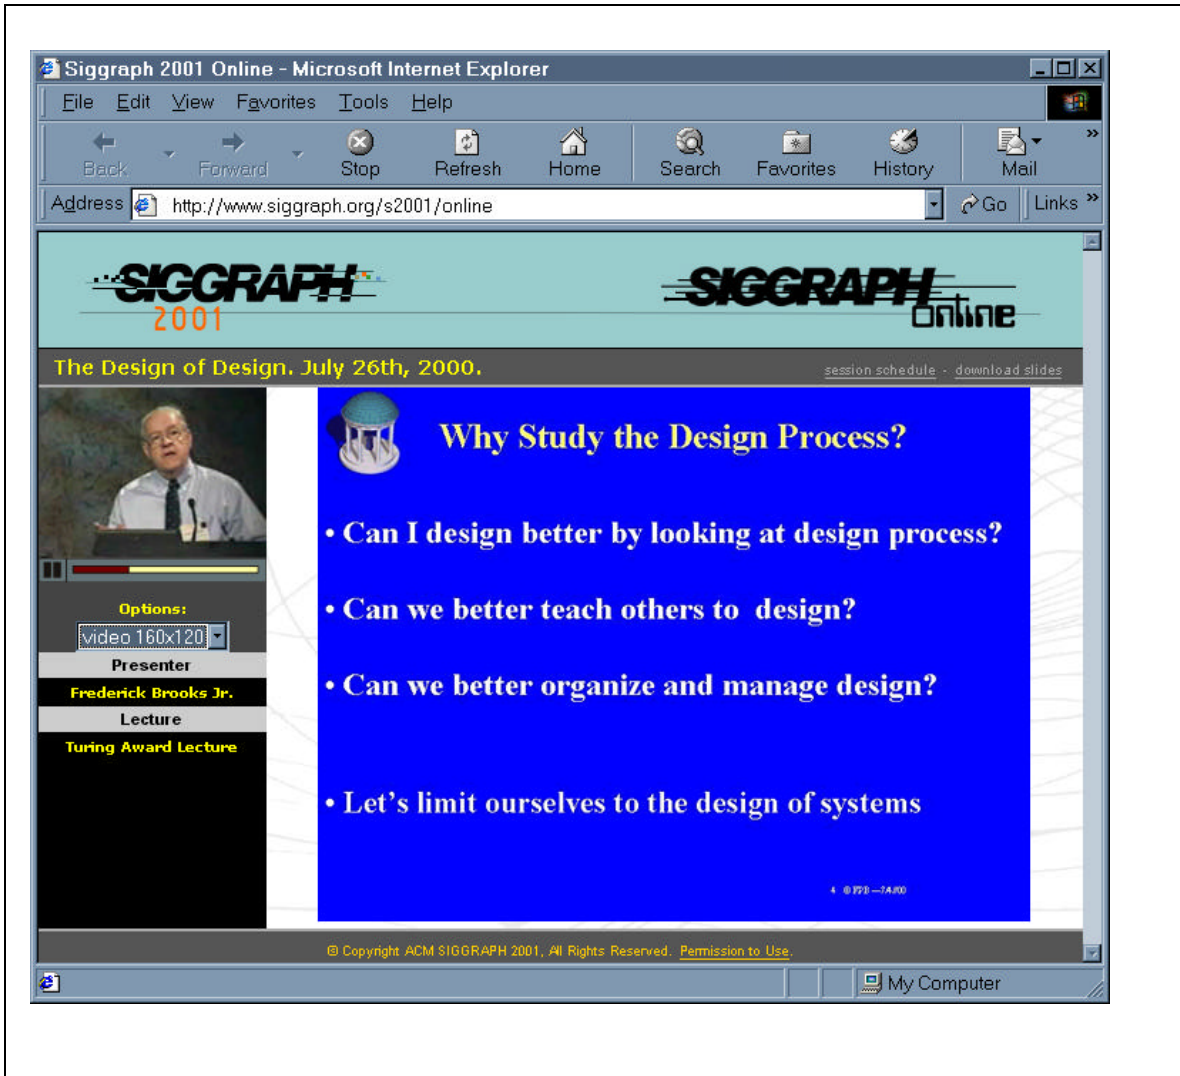 Siggraph 2001 Online - Microsoft Internet Explorer
File Edit View Favorites Tools Help
Back Forward Stop Refresh Home Search Favorites History Mail »
Address http://www.siggraph.org/s2001/online Go Links »
SIGGRAPH 2001
SIGGRAPH online
The Design of Design. July 26th, 2000.
session schedule - download slides
Why Study the Design Process?
• Can I design better by looking at design process?
• Can we better teach others to design?
• Can we better organize and manage design?
• Let's limit ourselves to the design of systems
4 ©
Options:
video 160x120
Presenter
Frederick Brooks Jr.
Lecture
Turing Award Lecture
© Copyright ACM SIGGRAPH 2001, All Rights Reserved. Permission to Use.
My Computer